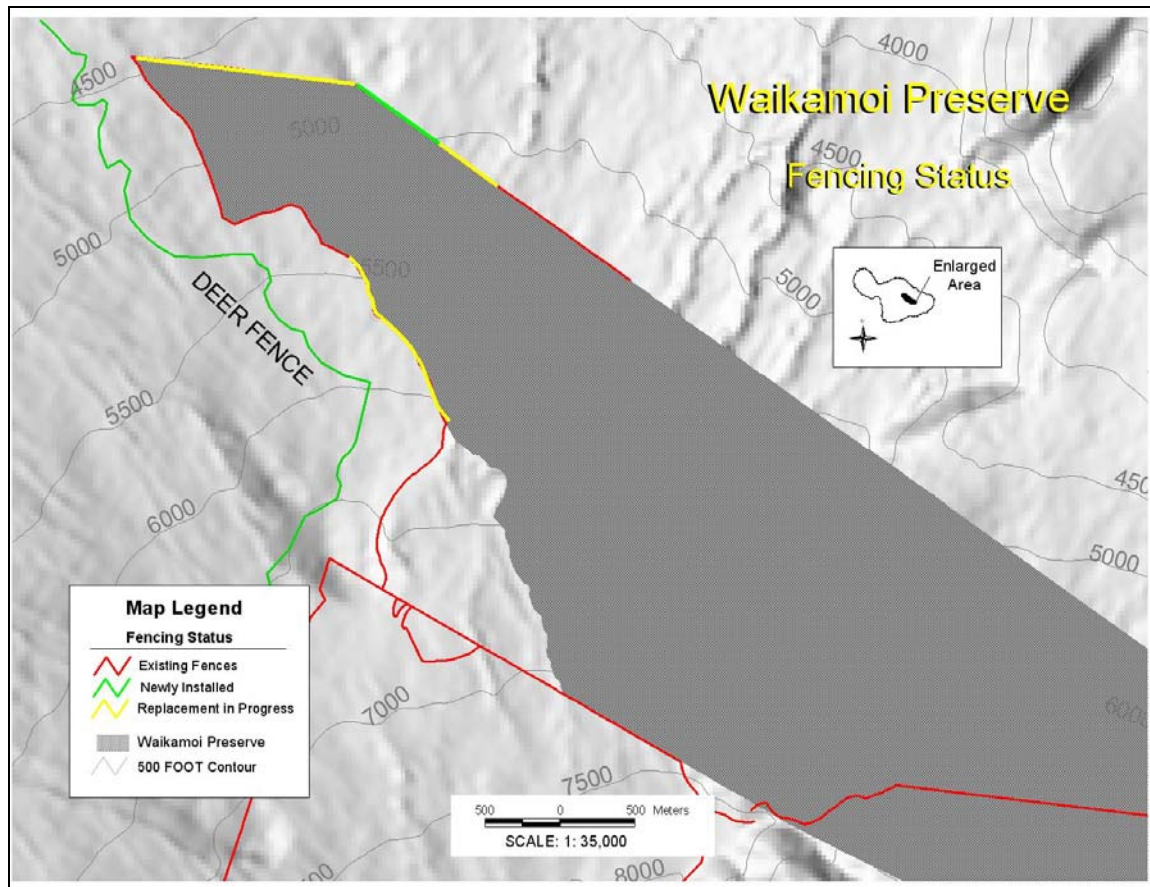 Waikamoi Preserve
Fencing Status
4000
4500
4500
5000
5000
5500
5000
DEER FENCE
Enlarged
Area
5500
6000
4500
5000
6000
7000
7500
8000
Map Legend
Fencing Status
Existing Fences
Newly Installed
Replacement in Progress
Waikamoi Preserve
500 FOOT Contour
500 0 500 Meters
SCALE: 1: 35,000